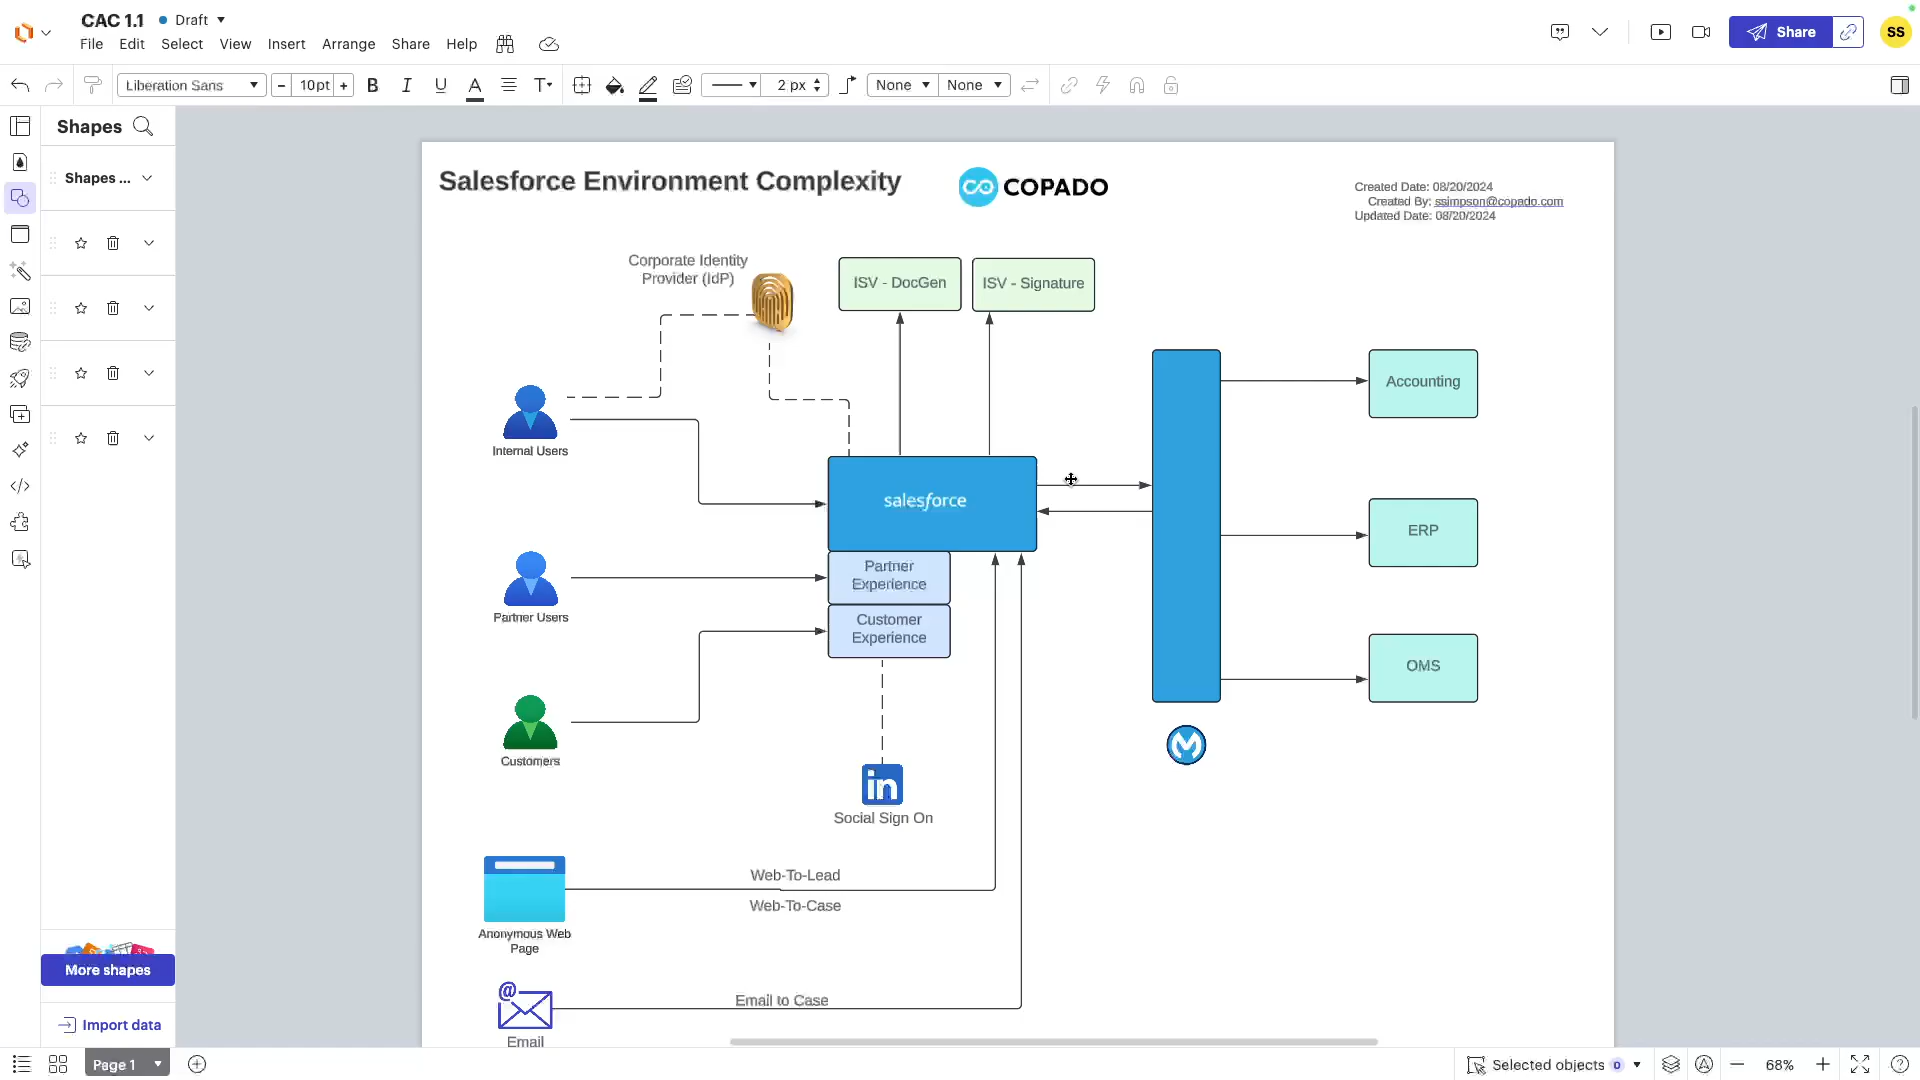 CAC 1.1
Draft
File Edit Select View Insert Arrange Share Help
Share
SS
Liberation Sans
- 10pt +
B I U A T
2 px
None
None
Shapes
Shapes ...
More shapes
Import data
Salesforce Environment Complexity
COPADO
Created Date: 08/20/2024
Created By: ssimpson@copado.com
Updated Date: 08/20/2024
Corporate Identity
Provider (IdP)
ISV - DocGen
ISV - Signature
Accounting
Internal Users
salesforce
ERP
Partner
Experience
Partner Users
Customer
Experience
OMS
Customers
in
Social Sign On
Web-To-Lead
Web-To-Case
Anonymous Web
Page
@
Email to Case
Email
Page 1
Selected objects 0
68%